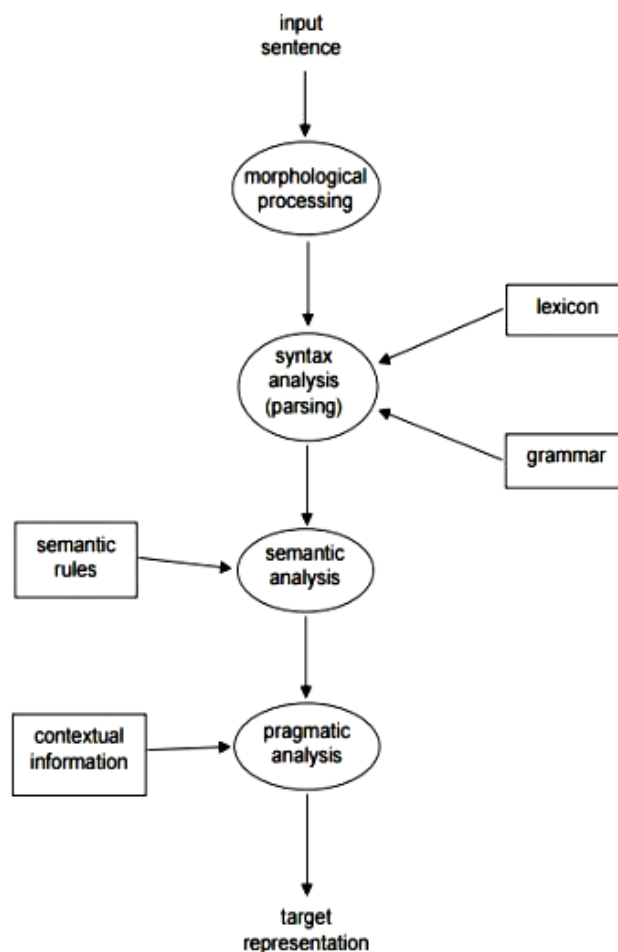 input
sentence
morphological
processing
lexicon
syntax
analysis
(parsing)
grammar
semantic
rules
semantic
analysis
contextual
information
pragmatic
analysis
target
representation